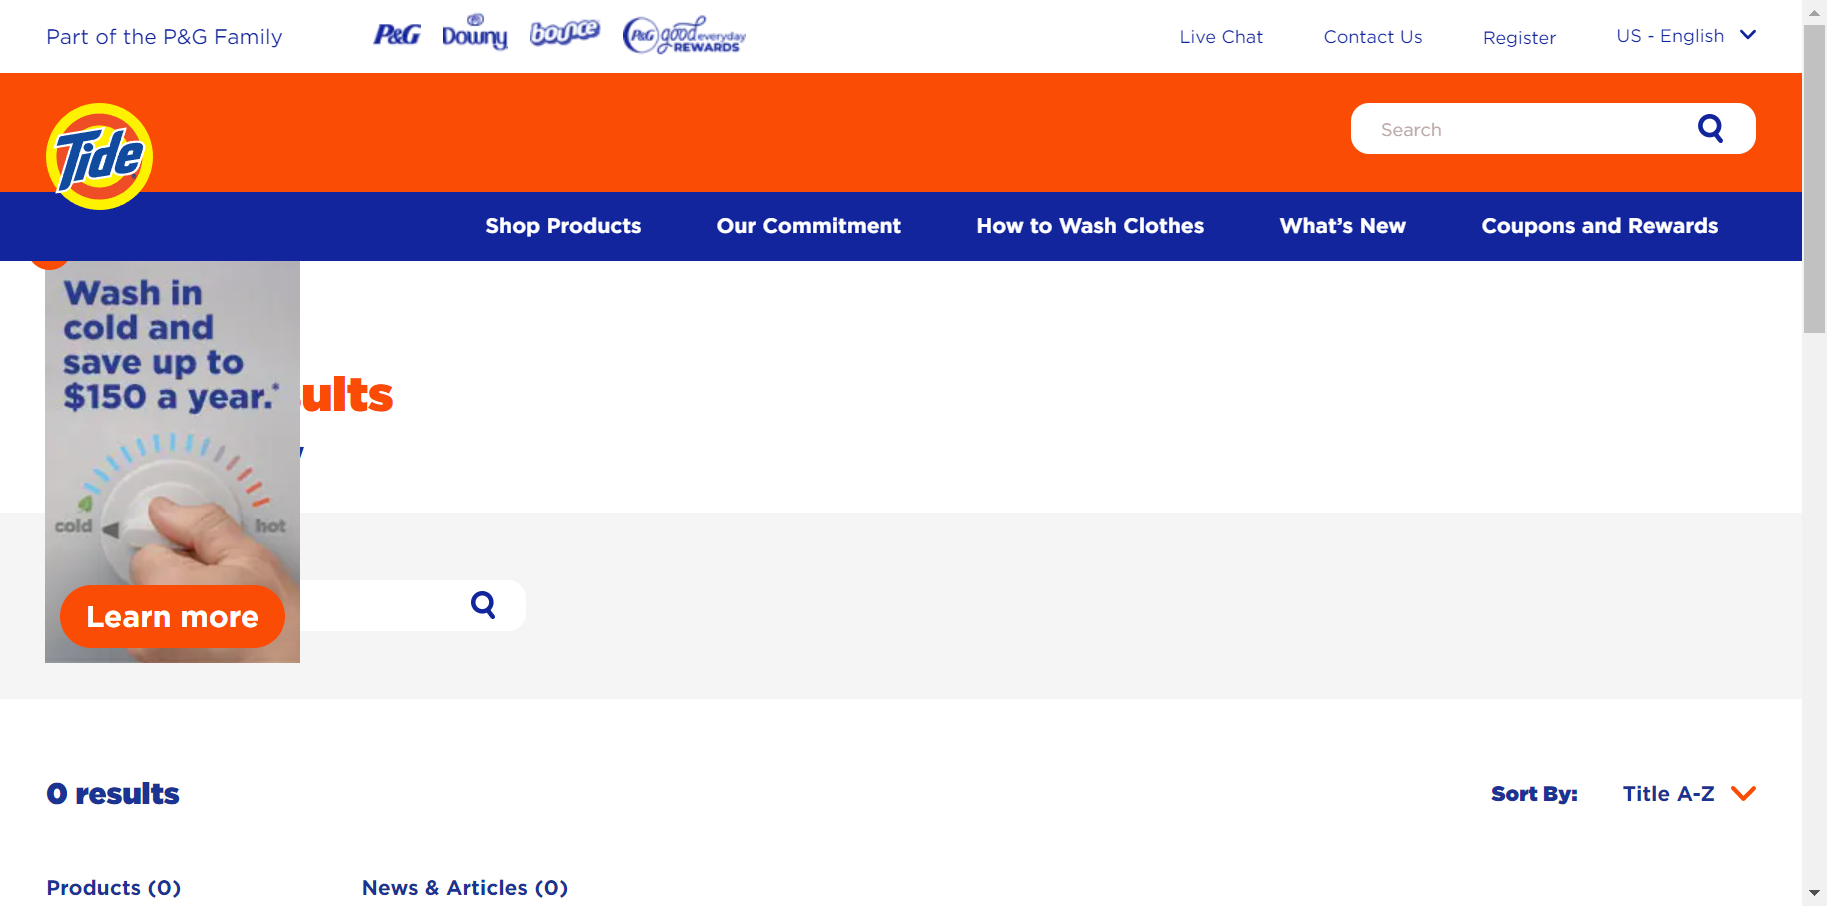 Part of the P&G Family
P&G
Downy
bounce
P&G good everyday REWARDS
Live Chat
Contact Us
Register
US - English
Tide
Search
Shop Products
Our Commitment
How to Wash Clothes
What's New
Coupons and Rewards
Wash in
cold and
save up to
$150 a year.*
cold
hot
Learn more
ults
0 results
Sort By:
Title A-Z
Products (0)
News & Articles (0)